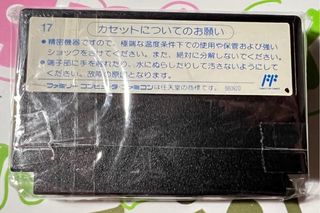 17
カセットについてのお願い
●精密機器ですので、極端な温度条件下での使用や保管および強い
ショックをさけてください。また、絶対に分解しないでください。
●端子部に手を触れたり、水にぬらしたりして汚さないようにして
ください。故障の原因となります。
ファミリーコンピュータ・ファミコンは任天堂の商標です。